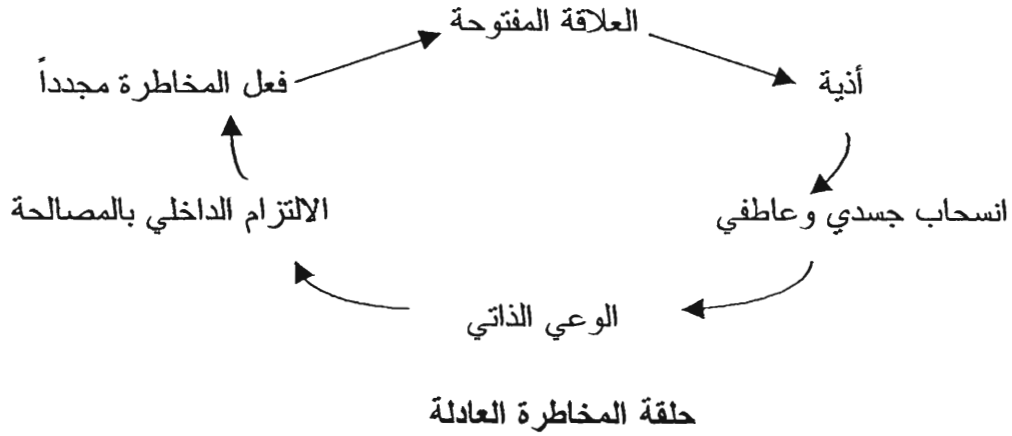 العلاقة المفتوحة
أذية
فعل المخاطرة مجدداً
انسحاب جسدي وعاطفي
الالتزام الداخلي بالمصالحة
الوعي الذاتي
حلقة المخاطرة العادلة